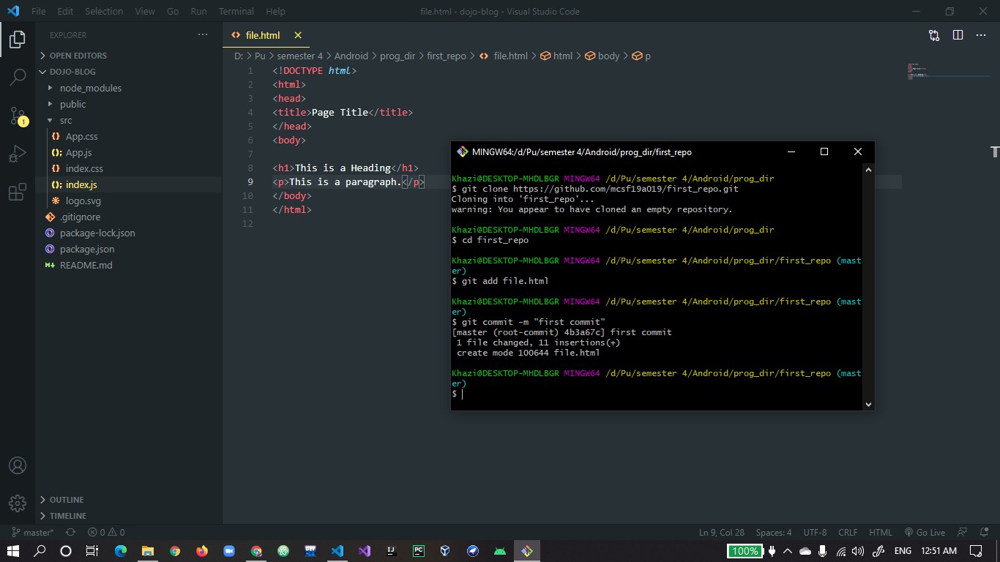 File Edit Selection View Go Run Terminal Help
file.html - dojo-blog - Visual Studio Code
EXPLORER
OPEN EDITORS
DOJO-BLOG
node_modules
public
src
App.css
App.js
index.css
index.js
logo.svg
.gitignore
package-lock.json
package.json
README.md
OUTLINE
TIMELINE
1
file.html
D: > Pu > semester 4 > Android > prog_dir > first_repo > file.html > html > body > p
1 <!DOCTYPE html>
2 <html>
3 <head>
4 <title>Page Title</title>
5 </head>
6 <body>
7
8 <h1>This is a Heading</h1>
9 <p>This is a paragraph.</p>
10 </body>
11 </html>
12
MINGW64:/d/Pu/semester 4/Android/prog_dir/first_repo
Khazi@DESKTOP-MHDLBGR MINGW64 /d/Pu/semester 4/Android/prog_dir
$ git clone https://github.com/mcsf19a019/first_repo.git
Cloning into 'first_repo'...
warning: You appear to have cloned an empty repository.
Khazi@DESKTOP-MHDLBGR MINGW64 /d/Pu/semester 4/Android/prog_dir
$ cd first_repo
Khazi@DESKTOP-MHDLBGR MINGW64 /d/Pu/semester 4/Android/prog_dir/first_repo (mast
er)
$ git add file.html
Khazi@DESKTOP-MHDLBGR MINGW64 /d/Pu/semester 4/Android/prog_dir/first_repo (mast
er)
$ git commit -m "first commit"
[master (root-commit) 4b3a67c] first commit
1 file changed, 11 insertions(+)
create mode 100644 file.html
Khazi@DESKTOP-MHDLBGR MINGW64 /d/Pu/semester 4/Android/prog_dir/first_repo (mast
er)
$
master* 0 0 Ln 9, Col 28 Spaces: 4 UTF-8 CRLF HTML Go Live
100% ENG 12:51 AM